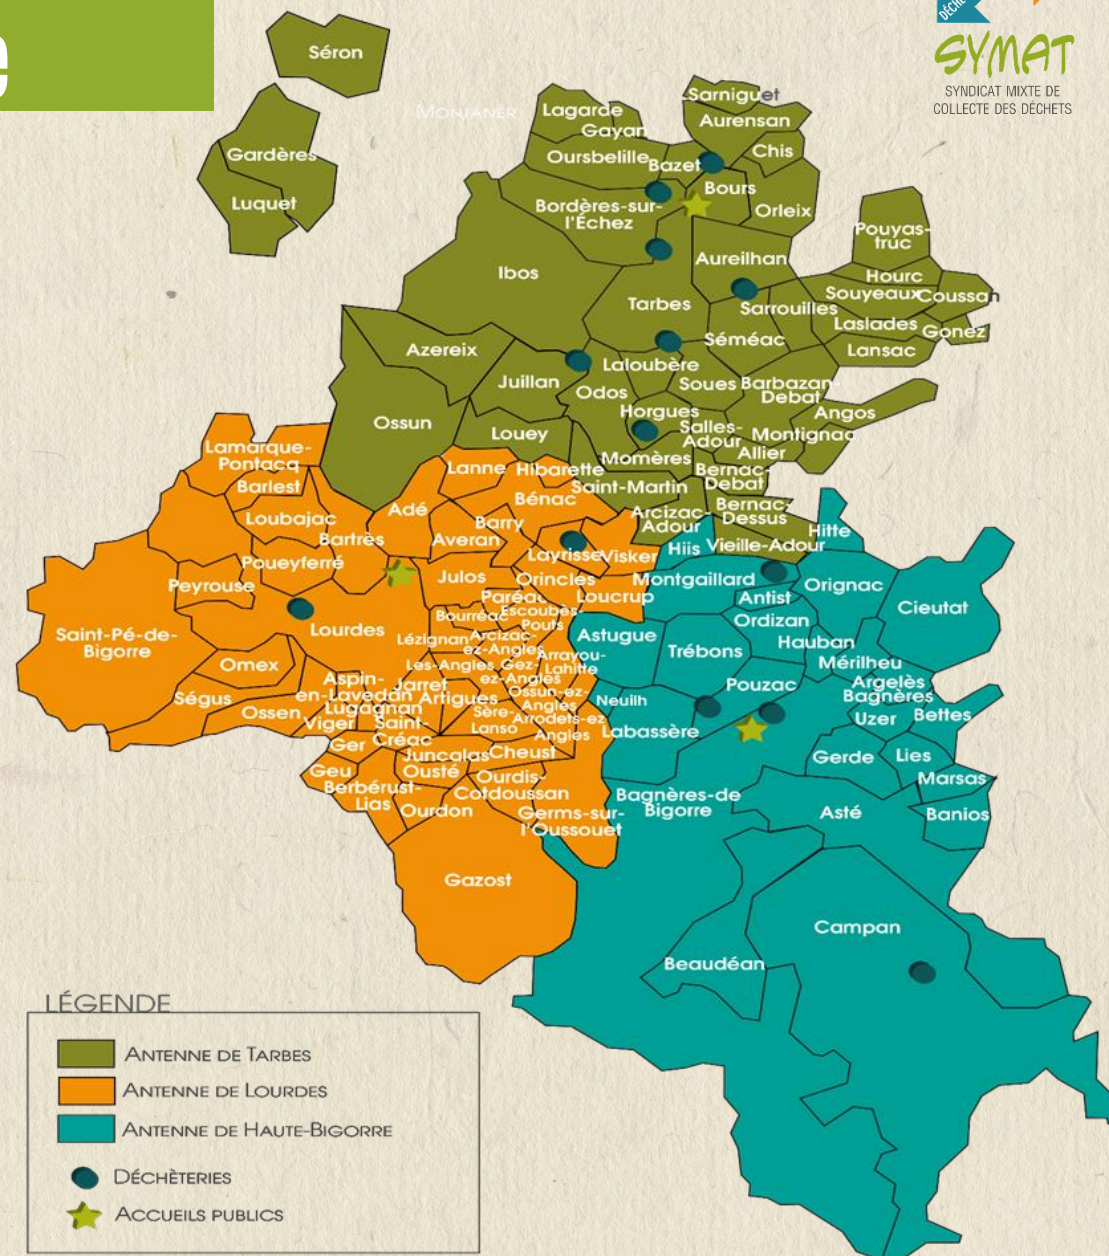 e
DÉCHE
SYMAT
SYNDICAT MIXTE DE
COLLECTE DES DÉCHETS
Séron
Montaner
Gardères
Luquet
Lagarde
Gayan
Sarniguet
Aurensan
Chis
Oursbelille
Bazet
Bours
Orleix
Bordères-sur-
l'Échez
Ibos
Aureilhan
Pouyas-
truc
Hourc
Souyeaux
Coussan
Tarbes
Sarrouilles
Laslades
Gonez
Séméac
Lansac
Azereix
Juillan
Laloubère
Odos
Soues
Barbazan-
Debat
Angos
Ossun
Louey
Horgues
Salles-
Adour
Montignac
Allier
Momères
Bernac-
Debat
Saint-Martin
Arcizac-
Adour
Bernac-
Dessus
Vieille-Adour
Lamarque-
Pontacq
Barlest
Loubajac
Bartrès
Adé
Lanne
Hibarette
Bénac
Barry
Averan
Layrisse
Visker
Poueyferré
Peyrouse
Julos
Orincles
Paréac
Loucrup
Escoubès-
Pouts
Bourréac
Lourdes
Lézignan
Arcizac-
ez-Angles
Arrayou-
Lahitte
Les-Angles
Gez-
ez-Angles
Saint-Pé-de-
Bigorre
Omex
Ségus
Ossen
Aspin-
en-Lavedan
Jarret
Lugagnan
Artigues
Ossun-ez-
Angles
Viger
Saint-
Créac
Sère-
Lanso
Arrodets-ez
Angles
Ger
Juncalas
Cheust
Geu
Ousté
Ourdis-
Cotdoussan
Berbérust-
Lias
Ourdon
Germs-sur-
l'Oussouet
Gazost
Hiis
Hitte
Montgaillard
Antist
Orignac
Cieutat
Ordizan
Astugue
Trébons
Hauban
Mérilheu
Pouzac
Argelès
Bagnères
Neuilh
Labassère
Uzer
Bettes
Gerde
Lies
Marsas
Bagnères-de
Bigorre
Asté
Banios
Campan
Beaudéan
LÉGENDE
Antenne de Tarbes
Antenne de Lourdes
Antenne de Haute-Bigorre
Déchèteries
Accueils publics